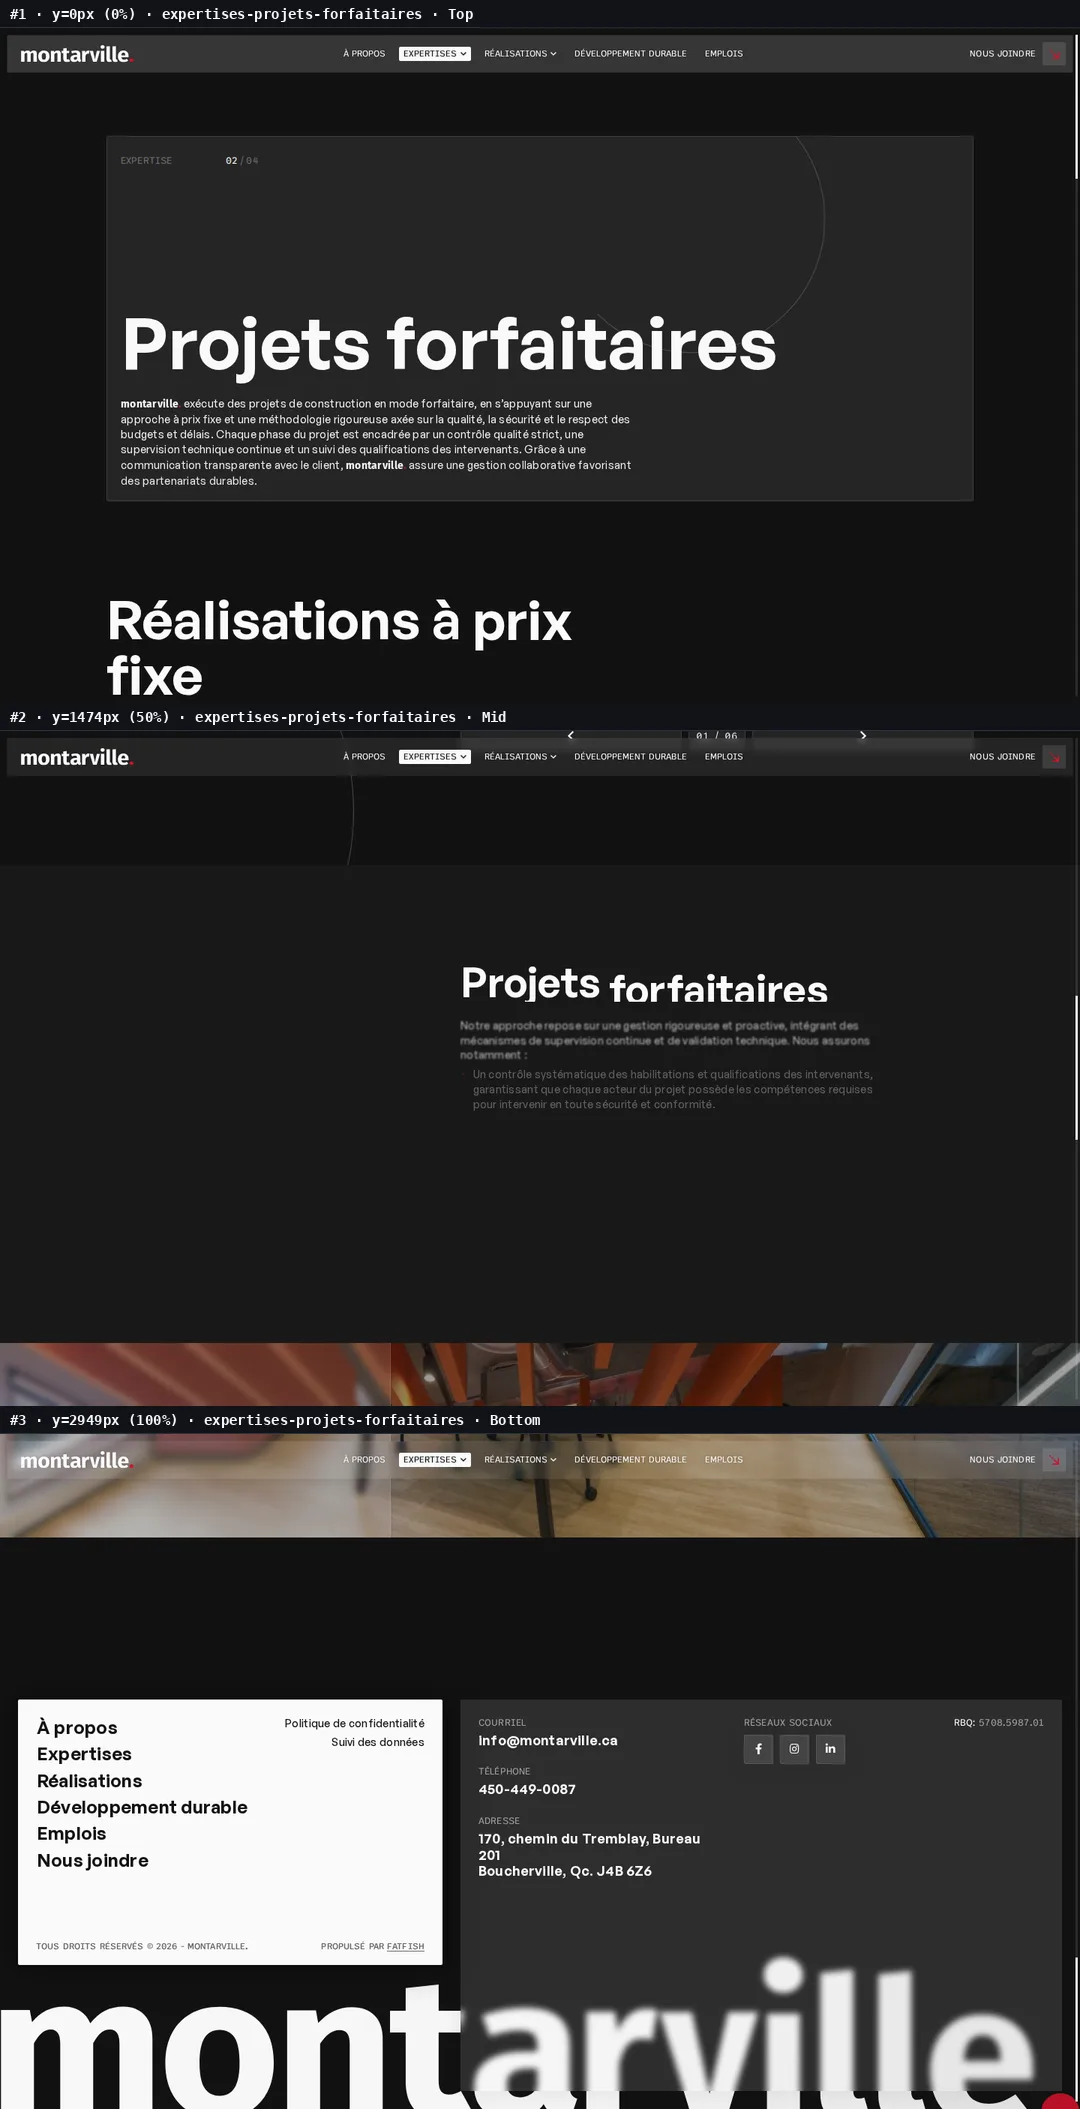 #1 · y=0px (0%) · expertises-projets-forfaitaires · Top
montarville.
À PROPOS
EXPERTISES
RÉALISATIONS
DÉVELOPPEMENT DURABLE
EMPLOIS
NOUS JOINDRE
EXPERTISE
02 / 04
Projets forfaitaires
montarville exécute des projets de construction en mode forfaitaire, en s'appuyant sur une
approche à prix fixe et une méthodologie rigoureuse axée sur la qualité, la sécurité et le respect des
budgets et délais. Chaque phase du projet est encadrée par un contrôle qualité strict, une
supervision technique continue et un suivi des qualifications des intervenants. Grâce à une
communication transparente avec le client, montarville assure une gestion collaborative favorisant
des partenariats durables.
Réalisations à prix
fixe
#2 · y=1474px (50%) · expertises-projets-forfaitaires · Mid
01 / 06
montarville.
À PROPOS
EXPERTISES
RÉALISATIONS
DÉVELOPPEMENT DURABLE
EMPLOIS
NOUS JOINDRE
Projets forfaitaires
Notre approche repose sur une gestion rigoureuse et proactive, intégrant des
mécanismes de supervision continue et de validation technique. Nous assurons
notamment :
Un contrôle systématique des habilitations et qualifications des intervenants,
garantissant que chaque acteur du projet possède les compétences requises
pour intervenir en toute sécurité et conformité.
#3 · y=2949px (100%) · expertises-projets-forfaitaires · Bottom
montarville.
À PROPOS
EXPERTISES
RÉALISATIONS
DÉVELOPPEMENT DURABLE
EMPLOIS
NOUS JOINDRE
À propos
Expertises
Réalisations
Développement durable
Emplois
Nous joindre
Politique de confidentialité
Suivi des données
TOUS DROITS RÉSERVÉS © 2026 - MONTARVILLE.
PROPULSÉ PAR FATFISH
COURRIEL
info@montarville.ca
TÉLÉPHONE
450-449-0087
ADRESSE
170, chemin du Tremblay, Bureau
201
Boucherville, Qc. J4B 6Z6
RÉSEAUX SOCIAUX
RBQ: 5708.5987.01
montarville